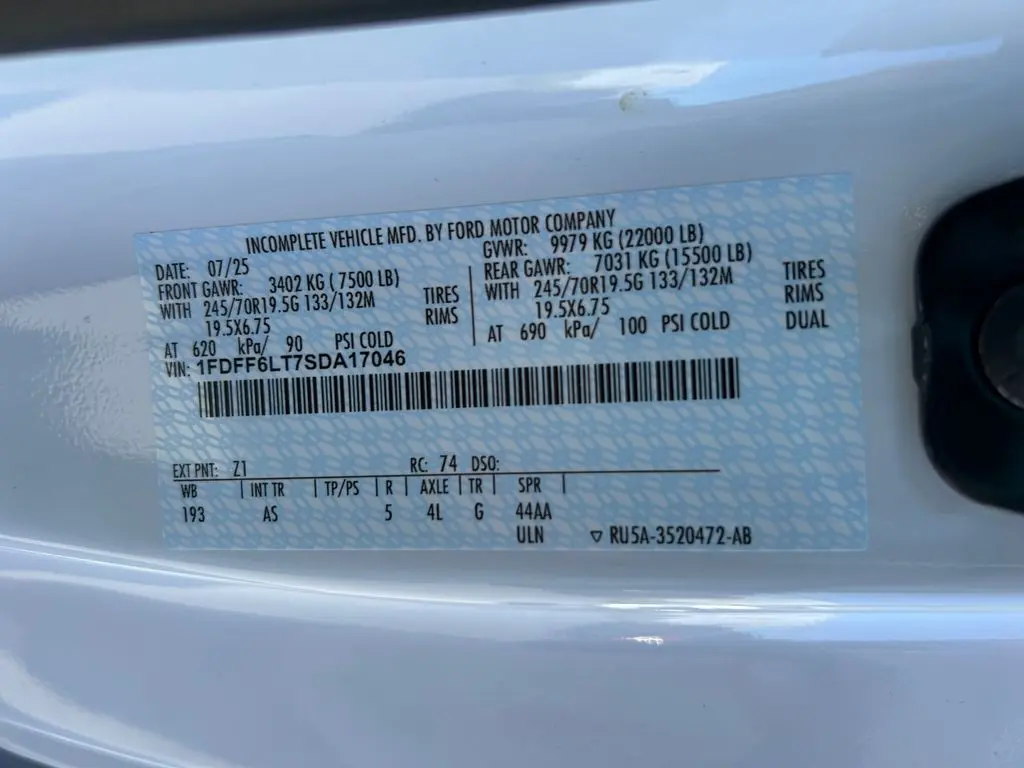 INCOMPLETE VEHICLE MFD. BY FORD MOTOR COMPANY
DATE: 07/25 GVWR: 9979 KG (22000 LB)
FRONT GAWR: 3402 KG ( 7500 LB) REAR GAWR: 7031 KG (15500 LB)
WITH 245/70R19.5G 133/132M TIRES WITH 245/70R19.5G 133/132M TIRES
19.5X6.75 RIMS 19.5X6.75 RIMS
AT 620 kPa/ 90 PSI COLD AT 690 kPa/ 100 PSI COLD DUAL
VIN: 1FDFF6LT7SDA17046
EXT PNT: Z1 RC: 74 DSO:
WB INT TR TP/PS R AXLE TR SPR
193 AS 5 4L G 44AA
ULN ▽ RU5A-3520472-AB